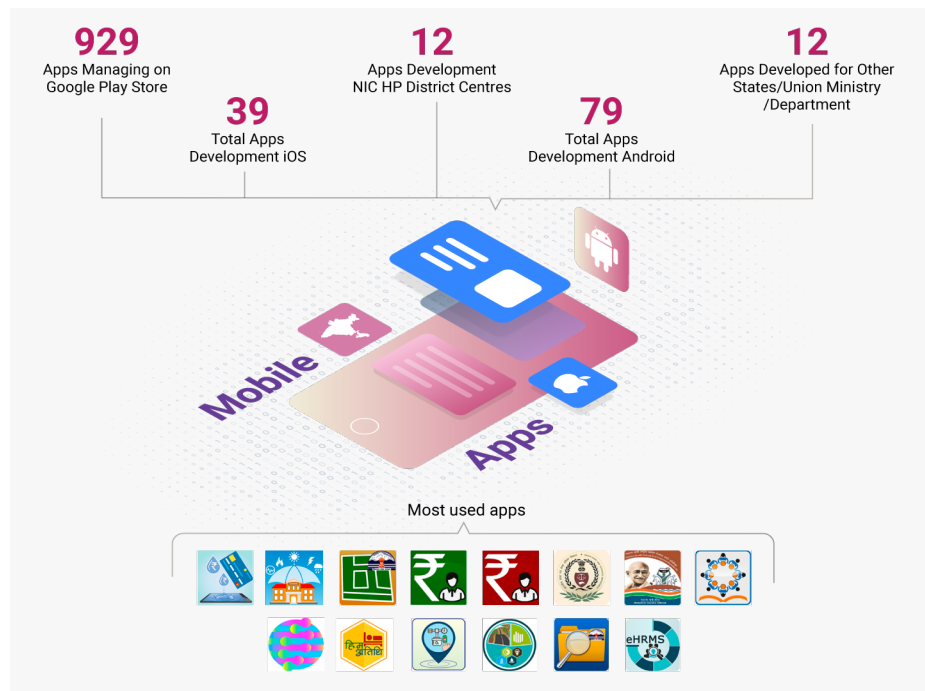 929
Apps Managing on
Google Play Store
12
Apps Development
NIC HP District Centres
12
Apps Developed for Other
States/Union Ministry
/Department
39
Total Apps
Development iOS
79
Total Apps
Development Android
Mobile
Apps
Most used apps
हिम
अतिथि
eHRMS